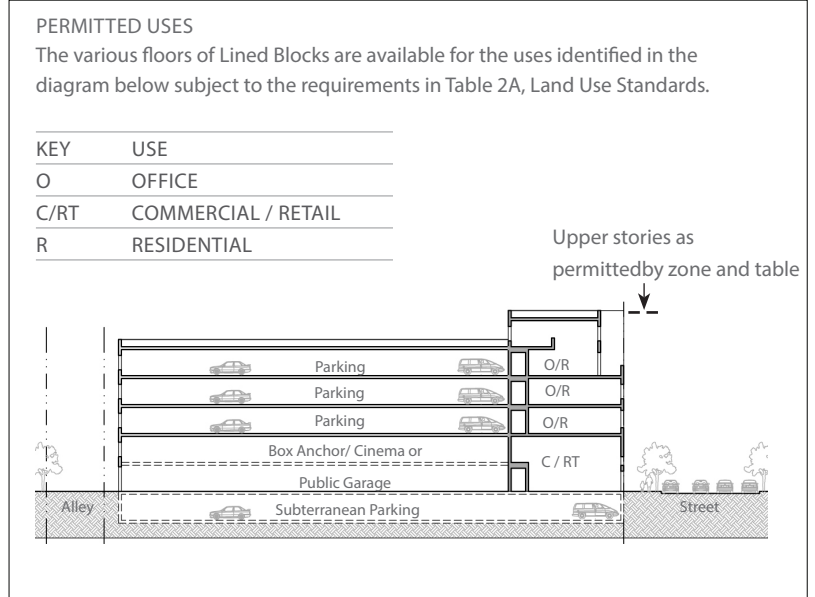 PERMITTED USES
The various floors of Lined Blocks are available for the uses identified in the
diagram below subject to the requirements in Table 2A, Land Use Standards.
KEY USE
O OFFICE
C/RT COMMERCIAL / RETAIL
R RESIDENTIAL
Upper stories as
permittedby zone and table
Parking O/R
Parking O/R
Parking O/R
Box Anchor/ Cinema or
C / RT
Public Garage
Alley
Subterranean Parking
Street